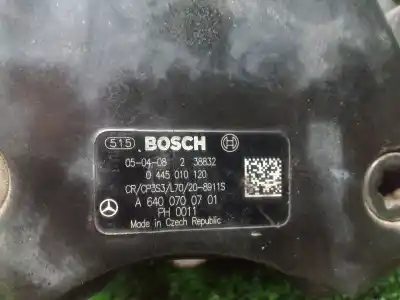 515 BOSCH
05-04-08 2 38832
0 445 010 120
CR/CP3S3/L70/20-8911S
A 640 070 07 01
PH 0011
Made in Czech Republic